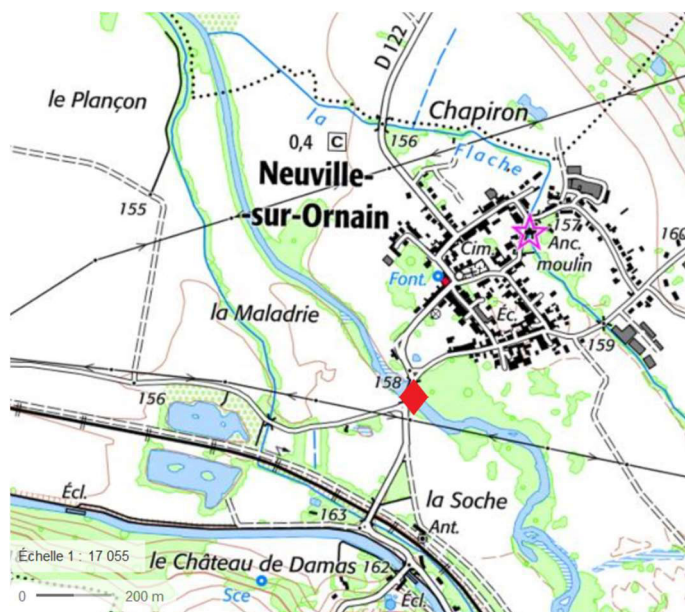 D 122
le Plançon
la
Chapiron
0,4 C
156
Flache
Neuville-
-sur-Ornain
155
157
160
Cim.
Anc.
moulin
Font.
la Maladrie
Éc.
159
158
156
Écl.
la Soche
163
Ant.
Échelle 1 : 17 055
le Château de Damas
162
0 200 m
Sce
Écl.